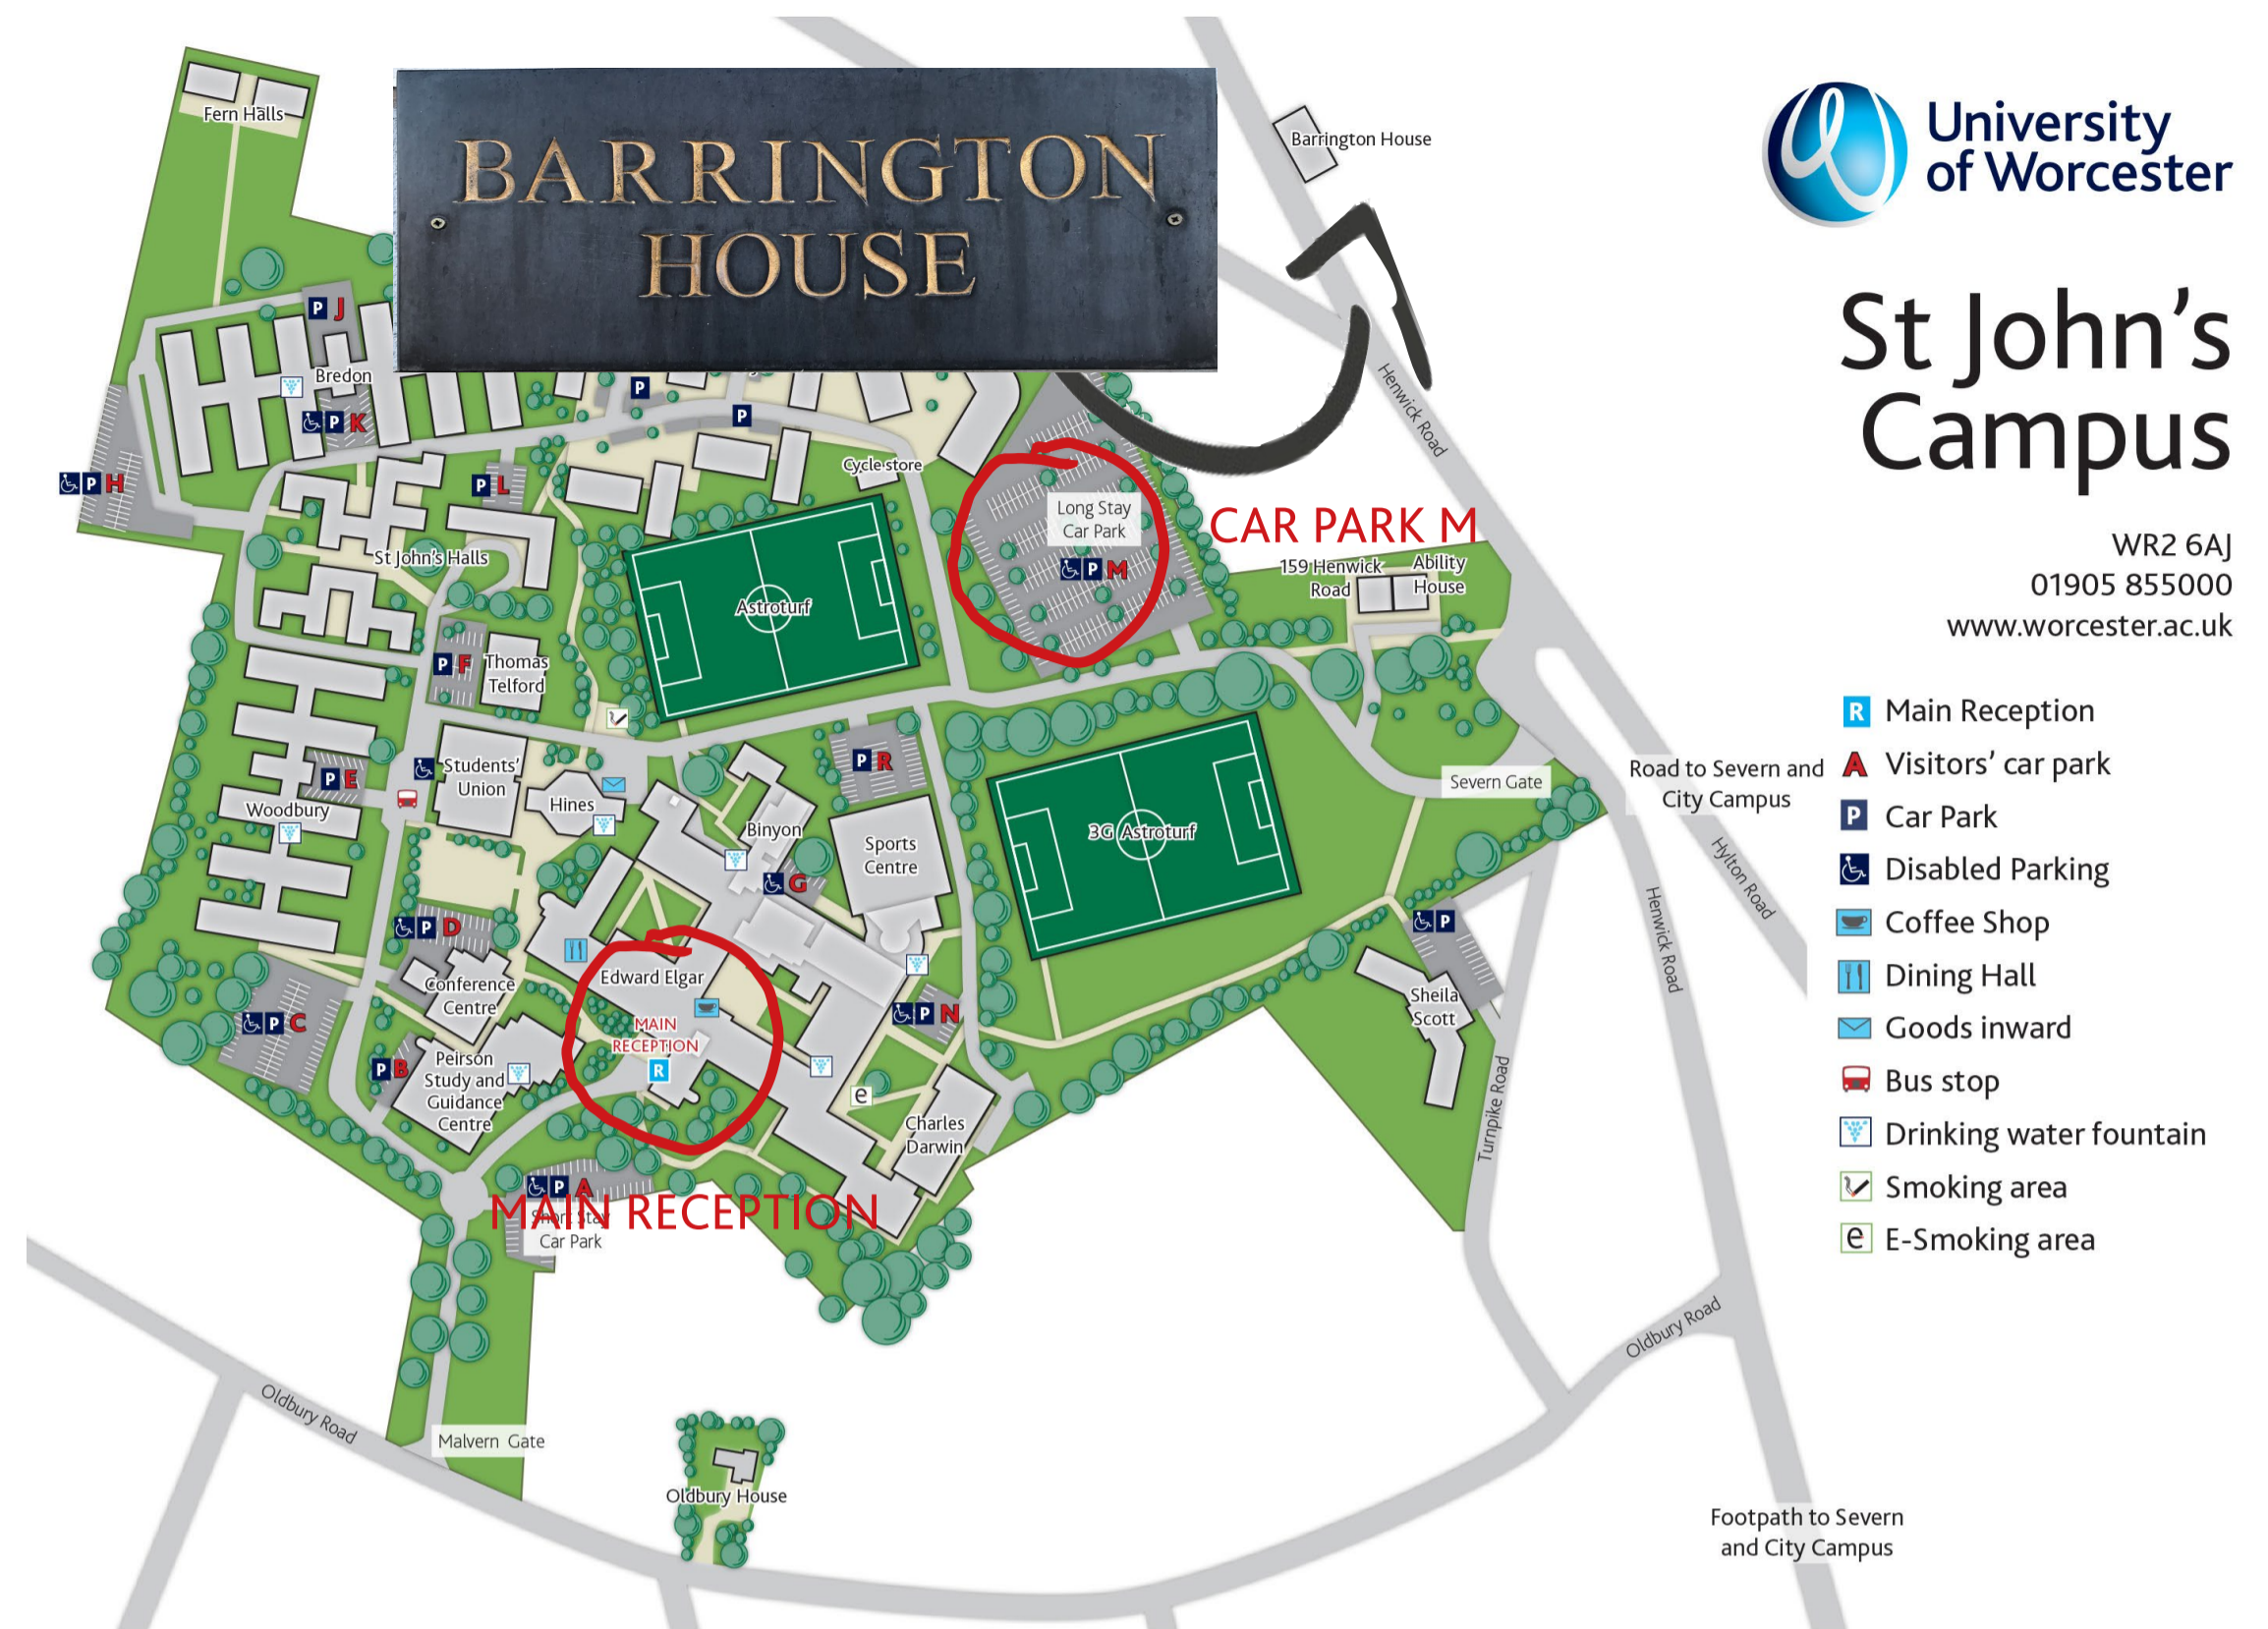 Fern Halls
BARRINGTON
HOUSE
Barrington House
University
of Worcester
St John's
Campus
WR2 6AJ
01905 855000
www.worcester.ac.uk
P J
Bredon
P K
P
P
P H
P L
Cycle store
Long Stay
Car Park
P M
CAR PARK M
Henwick Road
159 Henwick
Road
Ability
House
St John's Halls
Astroturf
P F
Thomas
Telford
P E
Students'
Union
Woodbury
Hines
Binyon
P R
Sports
Centre
G
3G Astroturf
Severn Gate
Road to Severn and
City Campus
Hylton Road
Henwick Road
P D
Conference
Centre
P C
P B
Peirson
Study and
Guidance
Centre
Edward Elgar
MAIN
RECEPTION
R
P N
e
Charles
Darwin
P
Sheila
Scott
Turnpike Road
P A
MAIN RECEPTION
Short Stay
Car Park
Oldbury Road
Malvern Gate
Oldbury House
Oldbury Road
Footpath to Severn
and City Campus
R Main Reception
A Visitors' car park
P Car Park
Disabled Parking
Coffee Shop
Dining Hall
Goods inward
Bus stop
Drinking water fountain
Smoking area
e E-Smoking area